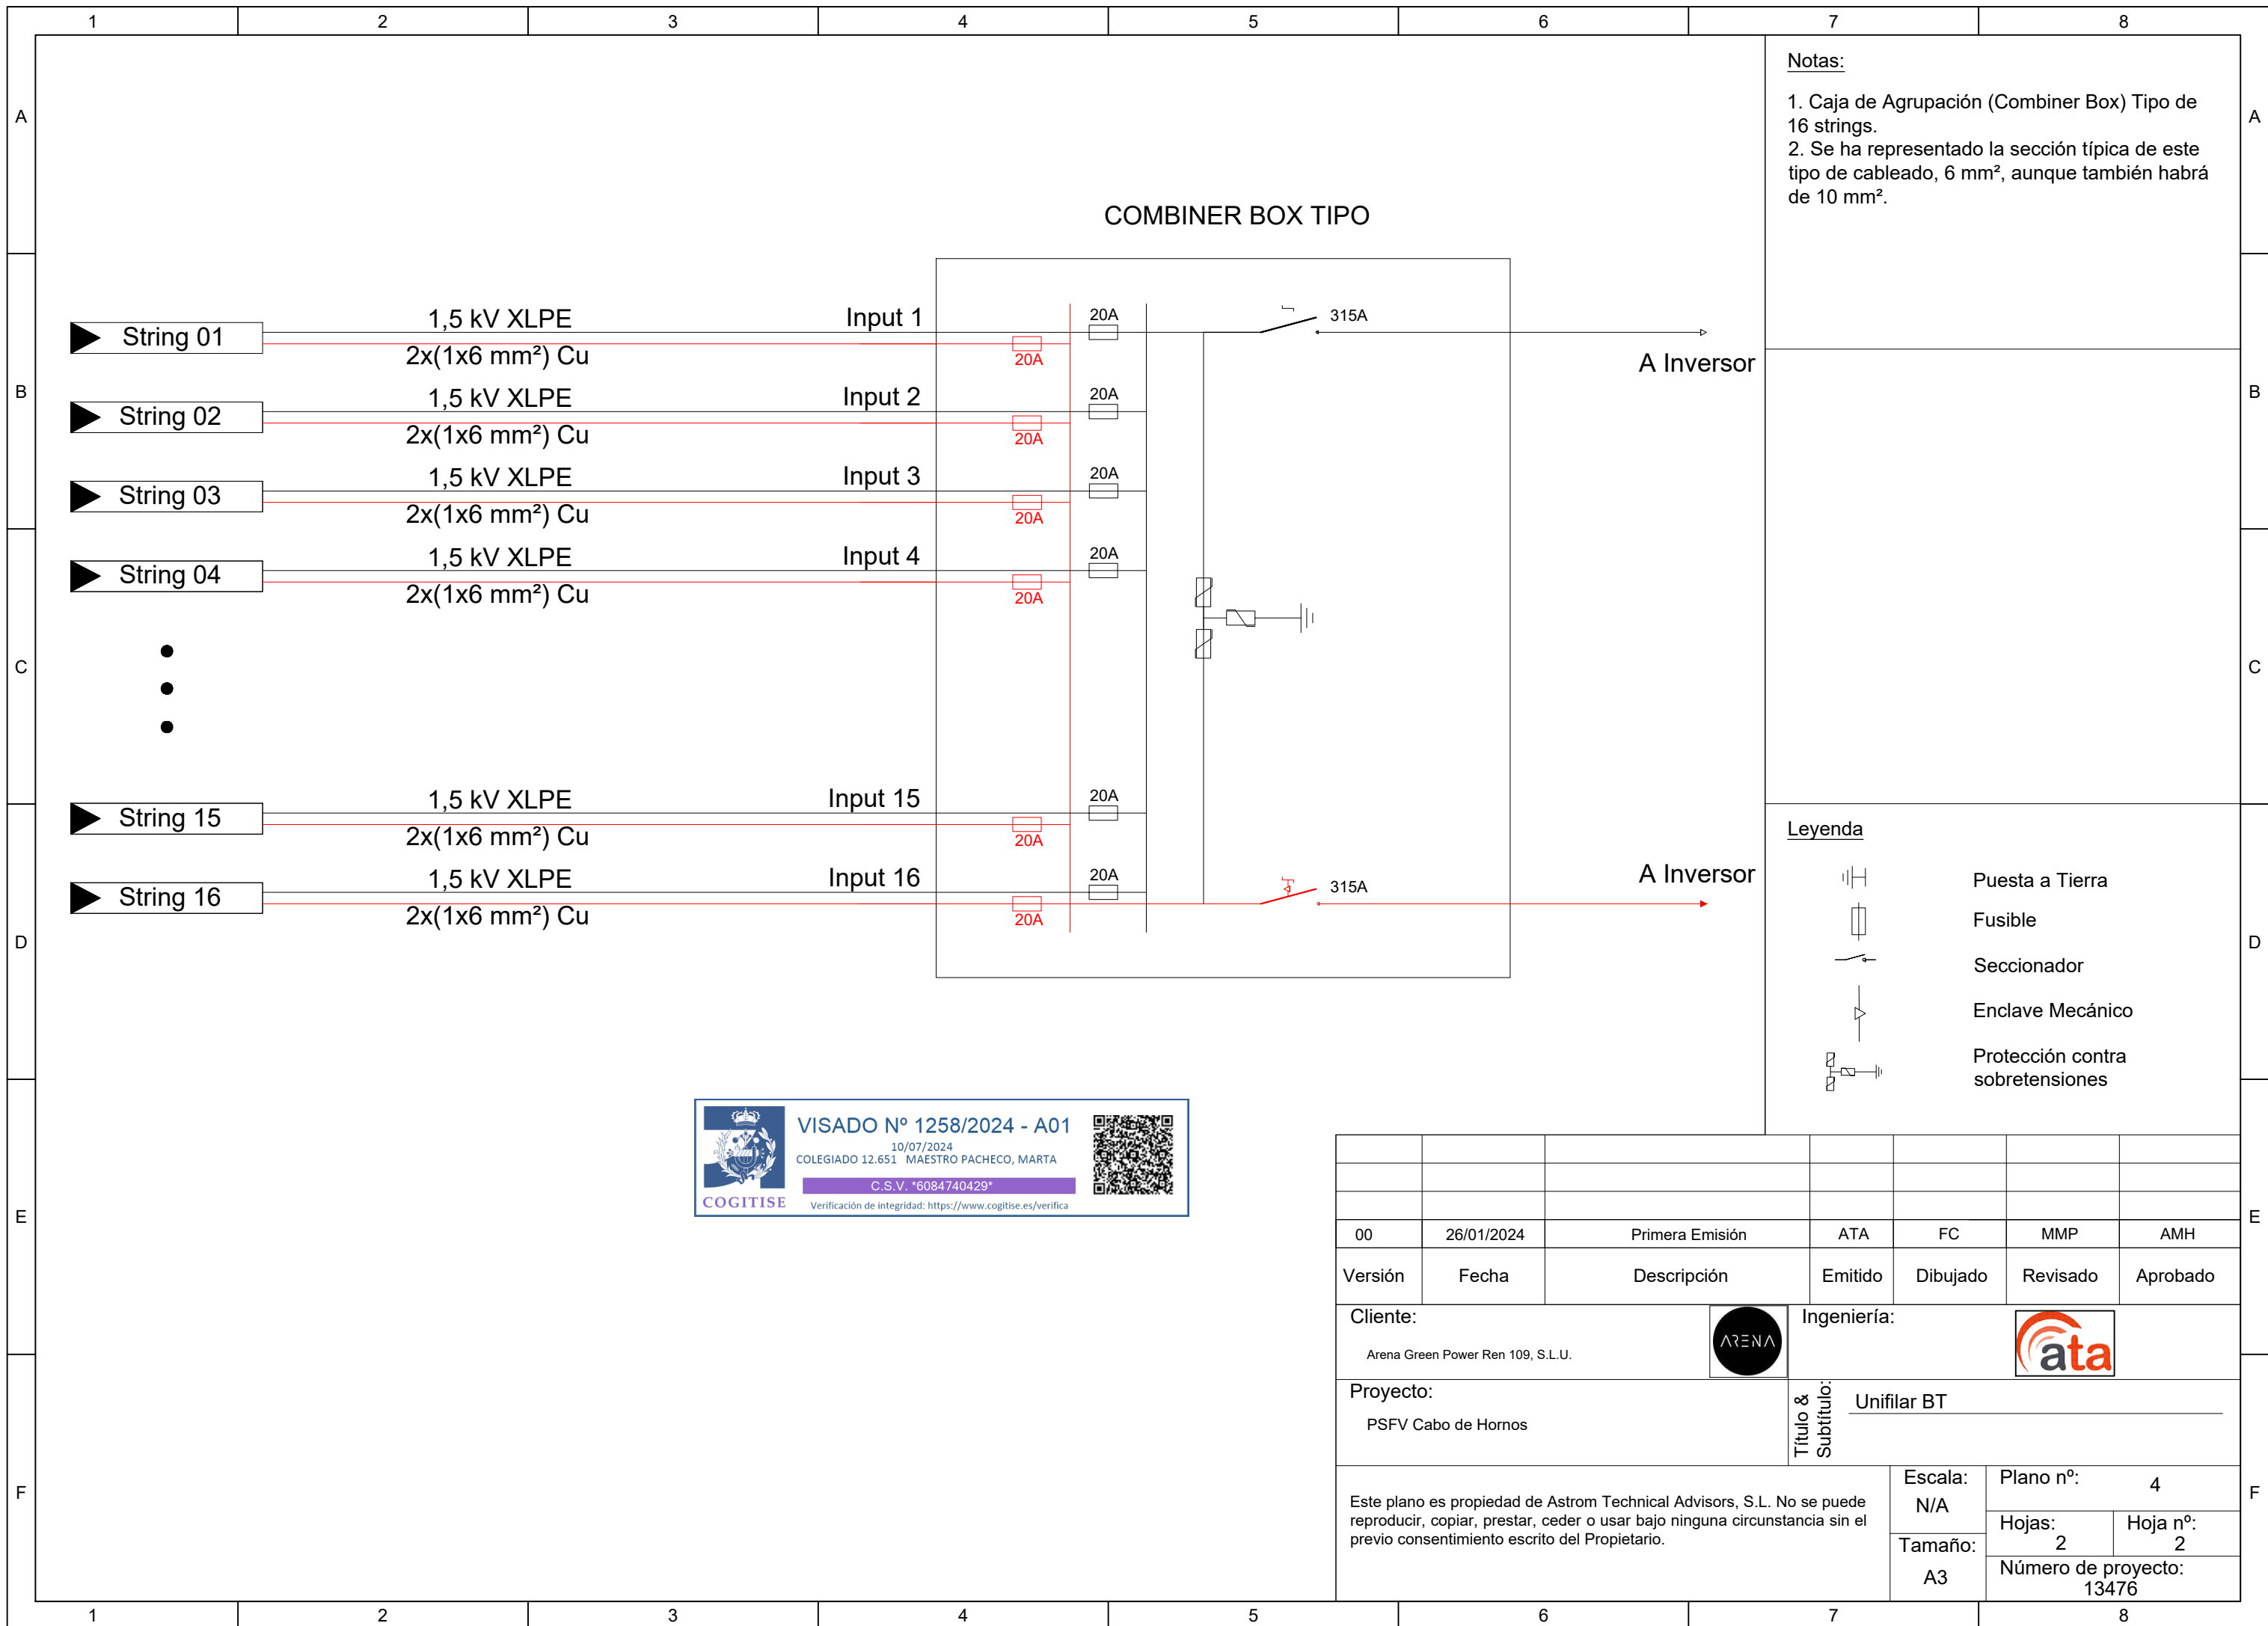 1 2 3 4 5 6 7 8
A A
B B
C C
D D
E E
F F
Notas:
1. Caja de Agrupación (Combiner Box) Tipo de
16 strings.
2. Se ha representado la sección típica de este
tipo de cableado, 6 mm², aunque también habrá
de 10 mm².
COMBINER BOX TIPO
String 01
1,5 kV XLPE
2x(1x6 mm²) Cu
Input 1
20A
20A
315A
A Inversor
String 02
1,5 kV XLPE
2x(1x6 mm²) Cu
Input 2
20A
20A
String 03
1,5 kV XLPE
2x(1x6 mm²) Cu
Input 3
20A
20A
String 04
1,5 kV XLPE
2x(1x6 mm²) Cu
Input 4
20A
20A
String 15
1,5 kV XLPE
2x(1x6 mm²) Cu
Input 15
20A
20A
String 16
1,5 kV XLPE
2x(1x6 mm²) Cu
Input 16
20A
20A
315A
A Inversor
Leyenda
Puesta a Tierra
Fusible
Seccionador
Enclave Mecánico
Protección contra
sobretensiones
COGITISE
VISADO Nº 1258/2024 - A01
10/07/2024
COLEGIADO 12.651 MAESTRO PACHECO, MARTA
C.S.V. *6084740429*
Verificación de integridad: https://www.cogitise.es/verifica
00 26/01/2024 Primera Emisión ATA FC MMP AMH
Versión Fecha Descripción Emitido Dibujado Revisado Aprobado
Cliente:
Arena Green Power Ren 109, S.L.U.
ARENA
Ingeniería:
ata
Proyecto:
PSFV Cabo de Hornos
Título &
Subtítulo:
Unifilar BT
Este plano es propiedad de Astrom Technical Advisors, S.L. No se puede
reproducir, copiar, prestar, ceder o usar bajo ninguna circunstancia sin el
previo consentimiento escrito del Propietario.
Escala:
N/A
Tamaño:
A3
Plano nº:
4
Hojas:
2
Hoja nº:
2
Número de proyecto:
13476
1 2 3 4 5 6 7 8